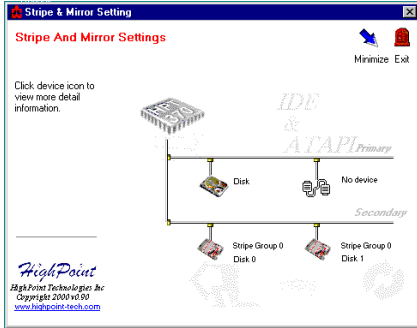 Stripe & Mirror Setting
Stripe And Mirror Settings
Minimize Exit
Click device icon to
view more detail
information.
HPT
370
IDE
&
ATAPI Primary
Disk
No device
Secondary
Stripe Group 0
Disk 0
Stripe Group 0
Disk 1
HighPoint
HighPoint Technologies Inc
Copyright 2000 v0.90
www.highpoint-tech.com